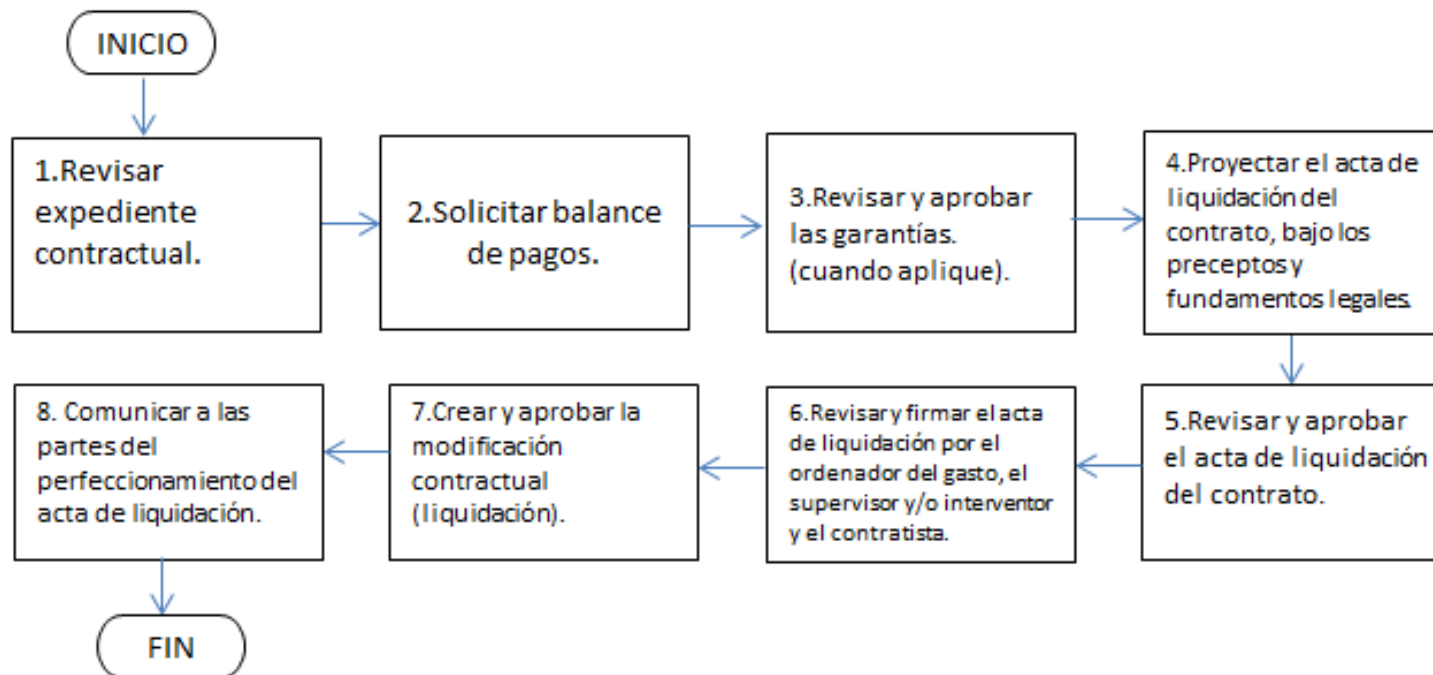 INICIO
1.Revisar
expediente
contractual.
2.Solicitar balance
de pagos.
3.Revisar y aprobar
las garantías.
(cuando aplique).
4.Proyectar el acta de
liquidación del
contrato, bajo los
preceptos y
fundamentos legales.
5.Revisar y aprobar
el acta de liquidación
del contrato.
6.Revisar y firmar el acta
de liquidación por el
ordenador del gasto, el
supervisor y/o interventor
y el contratista.
7.Crear y aprobar la
modificación
contractual
(liquidación).
8. Comunicar a las
partes del
perfeccionamiento del
acta de liquidación.
FIN